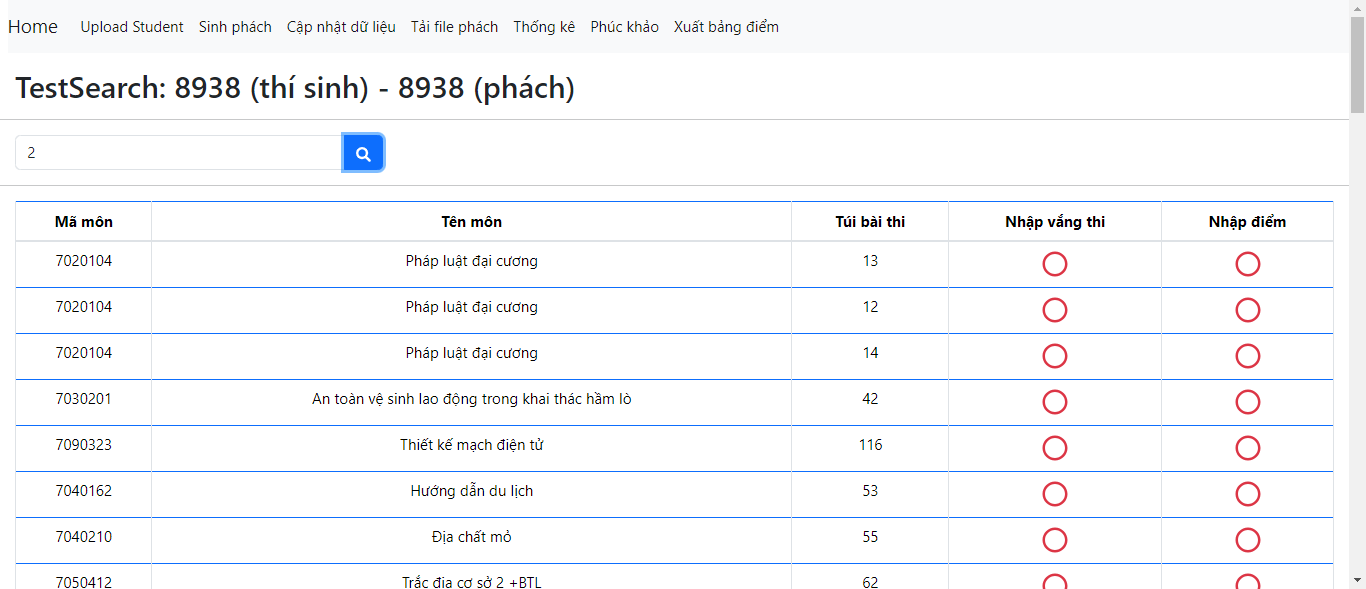 Home Upload Student Sinh phách Cập nhật dữ liệu Tải file phách Thống kê Phúc khảo Xuất bảng điểm
TestSearch: 8938 (thí sinh) - 8938 (phách)
2
Mã môn Tên môn Túi bài thi Nhập vắng thi Nhập điểm
7020104 Pháp luật đại cương 13
7020104 Pháp luật đại cương 12
7020104 Pháp luật đại cương 14
7030201 An toàn vệ sinh lao động trong khai thác hầm lò 42
7090323 Thiết kế mạch điện tử 116
7040162 Hướng dẫn du lịch 53
7040210 Địa chất mỏ 55
7050412 Trắc địa cơ sở 2 +BTL 62